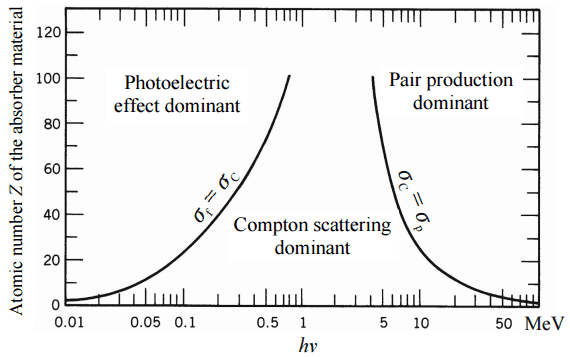 Atomic number Z of the absorber material
120
100
80
60
40
20
0
Photoelectric
effect dominant
Pair production
dominant
σf = σC
σC = σp
Compton scattering
dominant
0.01 0.05 0.1 0.5 1 5 10 50 MeV
hν